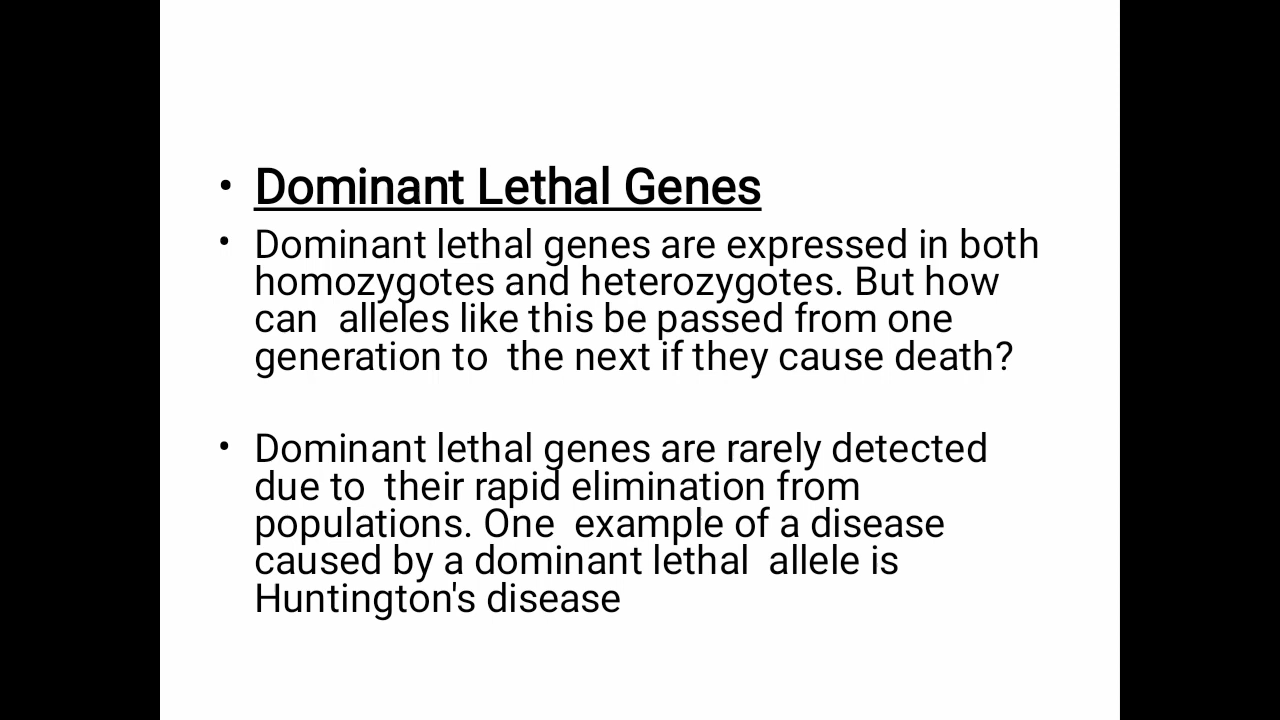 • Dominant Lethal Genes
• Dominant lethal genes are expressed in both
homozygotes and heterozygotes. But how
can  alleles like this be passed from one
generation to  the next if they cause death?
• Dominant lethal genes are rarely detected
due to  their rapid elimination from
populations. One  example of a disease
caused by a dominant lethal  allele is
Huntington's disease